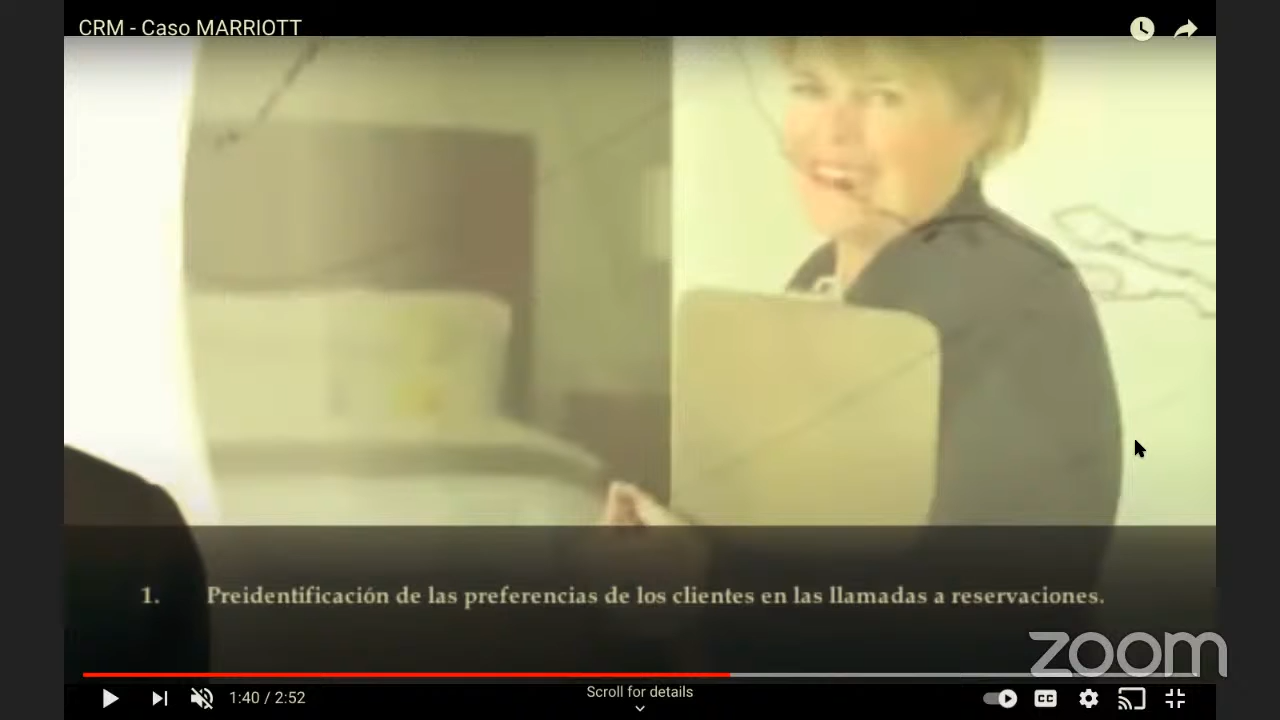 CRM - Caso MARRIOTT
1. Preidentificación de las preferencias de los clientes en las llamadas a reservaciones.
zoom
1:40 / 2:52
Scroll for details
CC